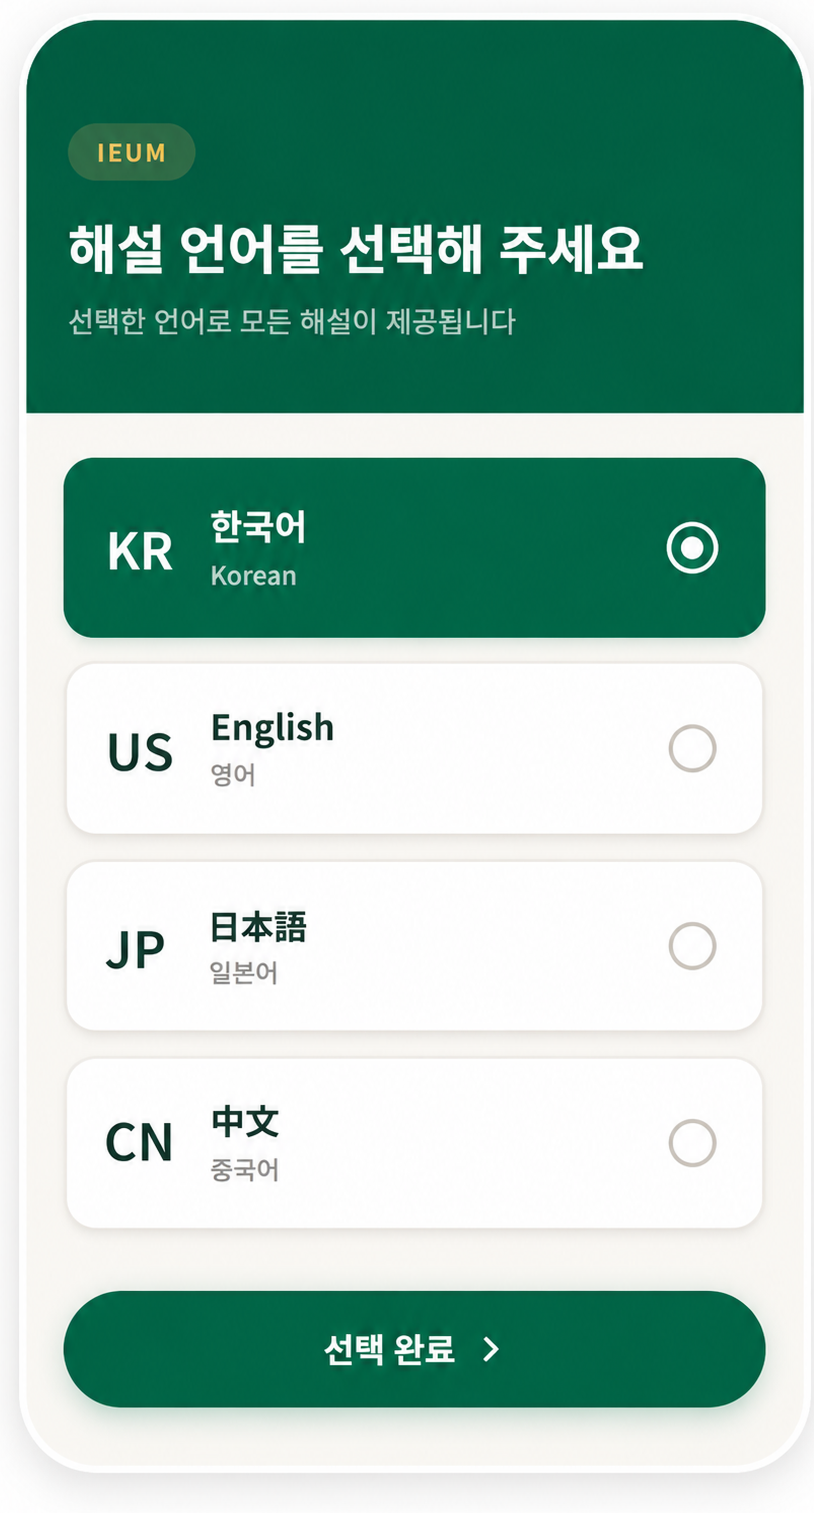 IEUM
해설 언어를 선택해 주세요
선택한 언어로 모든 해설이 제공됩니다
KR
한국어
Korean
US
English
영어
JP
日本語
일본어
CN
中文
중국어
선택 완료 >